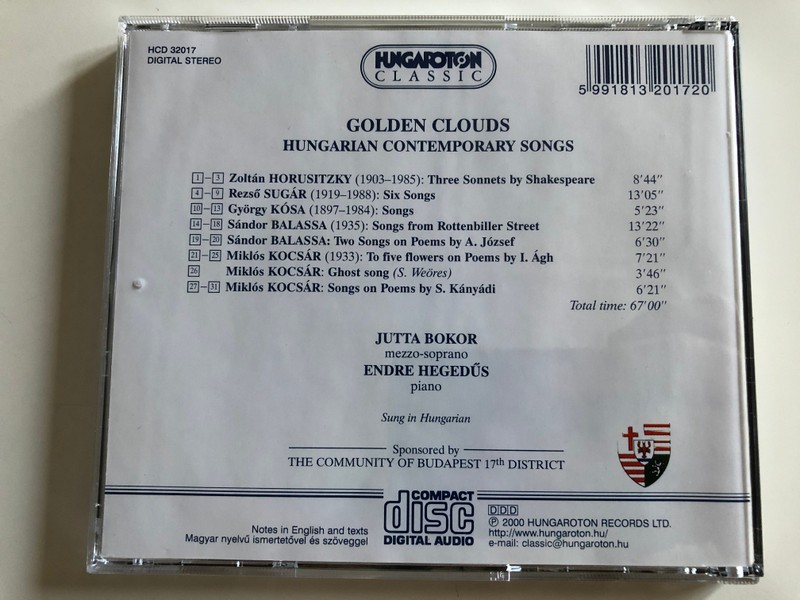 HCD 32017
DIGITAL STEREO
HUNGAROTON
CLASSIC
5 991813 201720
GOLDEN CLOUDS
HUNGARIAN CONTEMPORARY SONGS
1–3 Zoltán HORUSITZKY (1903–1985): Three Sonnets by Shakespeare 8'44"
4–9 Rezső SUGÁR (1919–1988): Six Songs 13'05"
10–13 György KÓSA (1897–1984): Songs 5'23"
14–18 Sándor BALASSA (1935): Songs from Rottenbiller Street 13'22"
19–20 Sándor BALASSA: Two Songs on Poems by A. József 6'30"
21–25 Miklós KOCSÁR (1933): To five flowers on Poems by I. Ágh 7'21"
26 Miklós KOCSÁR: Ghost song (S. Weöres) 3'46"
27–31 Miklós KOCSÁR: Songs on Poems by S. Kányádi 6'21"
Total time: 67'00"
JUTTA BOKOR
mezzo-soprano
ENDRE HEGEDŰS
piano
Sung in Hungarian
Sponsored by
THE COMMUNITY OF BUDAPEST 17th DISTRICT
Notes in English and texts
Magyar nyelvű ismertetővel és szöveggel
COMPACT
disc
DIGITAL AUDIO
DDD
℗ 2000 HUNGAROTON RECORDS LTD.
http://www.hungaroton.hu/
e-mail: classic@hungaroton.hu